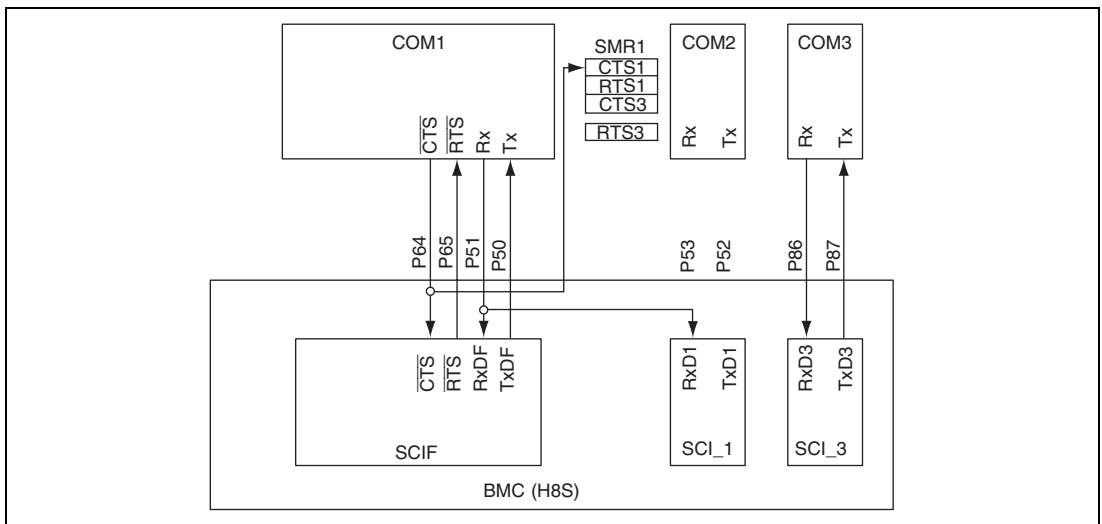 COM1
SMR1
COM2
COM3
CTS1
RTS1
CTS3
RTS3
CTS
RTS
Rx
Tx
Rx
Tx
Rx
Tx
P64
P65
P51
P50
P53
P52
P86
P87
CTS
RTS
RxDF
TxDF
RxD1
TxD1
RxD3
TxD3
SCIF
SCI_1
SCI_3
BMC (H8S)